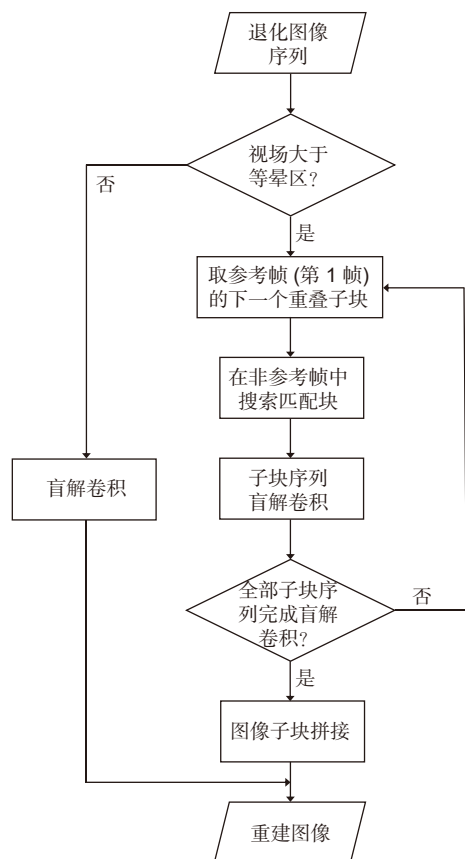 退化图像
序列
视场大于
等晕区?
否
是
取参考帧 (第 1 帧)
的下一个重叠子块
在非参考帧中
搜索匹配块
盲解卷积
子块序列
盲解卷积
全部子块序
列完成盲解
卷积?
否
是
图像子块拼接
重建图像